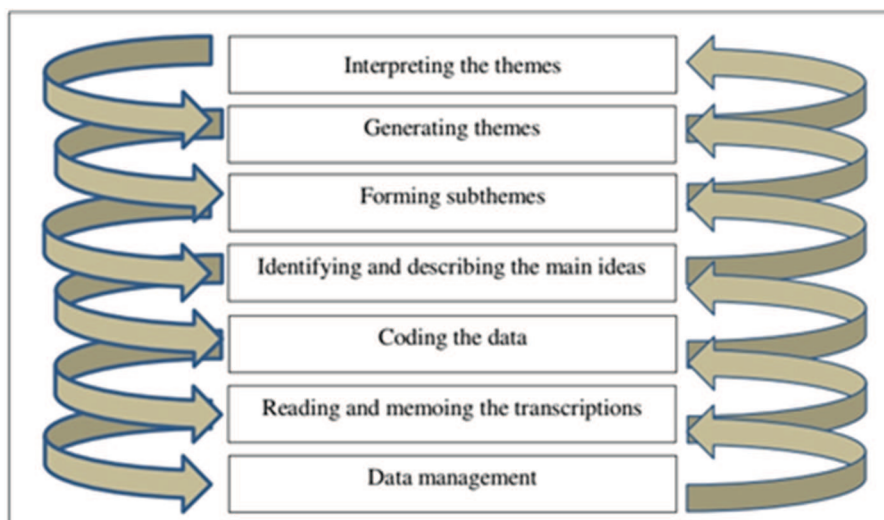 Interpreting the themes
Generating themes
Forming subthemes
Identifying and describing the main ideas
Coding the data
Reading and memoing the transcriptions
Data management